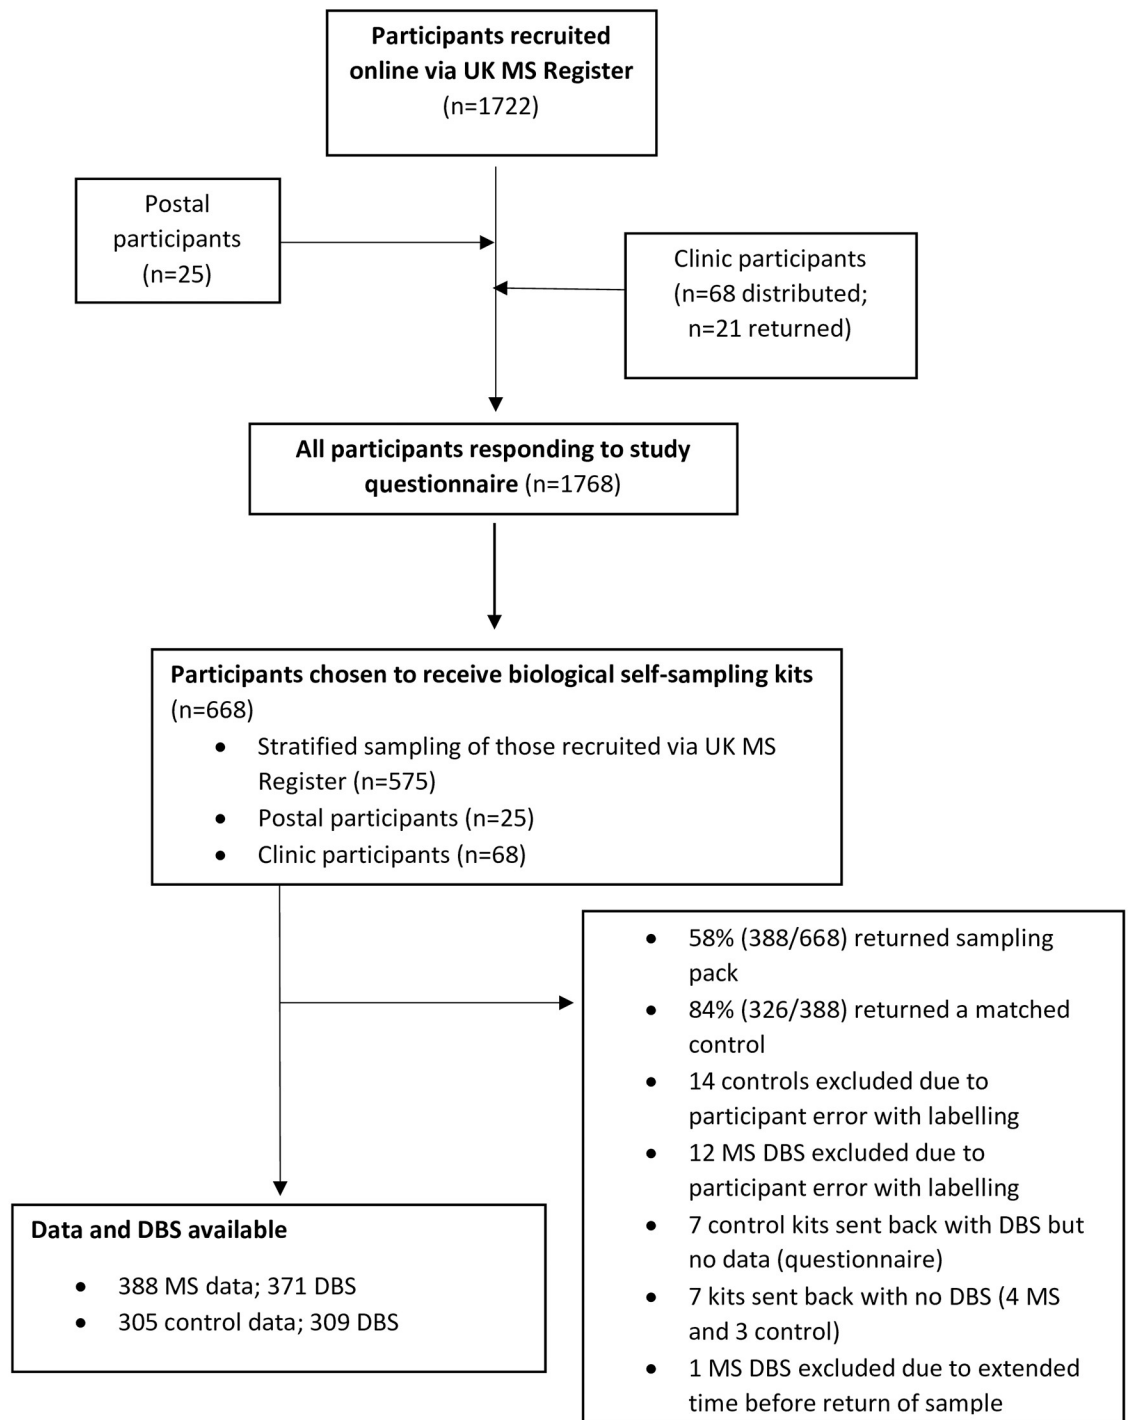 Participants recruited
online via UK MS Register
(n=1722)
Postal
participants
(n=25)
Clinic participants
(n=68 distributed;
n=21 returned)
All participants responding to study
questionnaire (n=1768)
Participants chosen to receive biological self-sampling kits
(n=668)
• Stratified sampling of those recruited via UK MS
Register (n=575)
• Postal participants (n=25)
• Clinic participants (n=68)
• 58% (388/668) returned sampling
pack
• 84% (326/388) returned a matched
control
• 14 controls excluded due to
participant error with labelling
• 12 MS DBS excluded due to
participant error with labelling
• 7 control kits sent back with DBS but
no data (questionnaire)
• 7 kits sent back with no DBS (4 MS
and 3 control)
• 1 MS DBS excluded due to extended
time before return of sample
Data and DBS available
• 388 MS data; 371 DBS
• 305 control data; 309 DBS